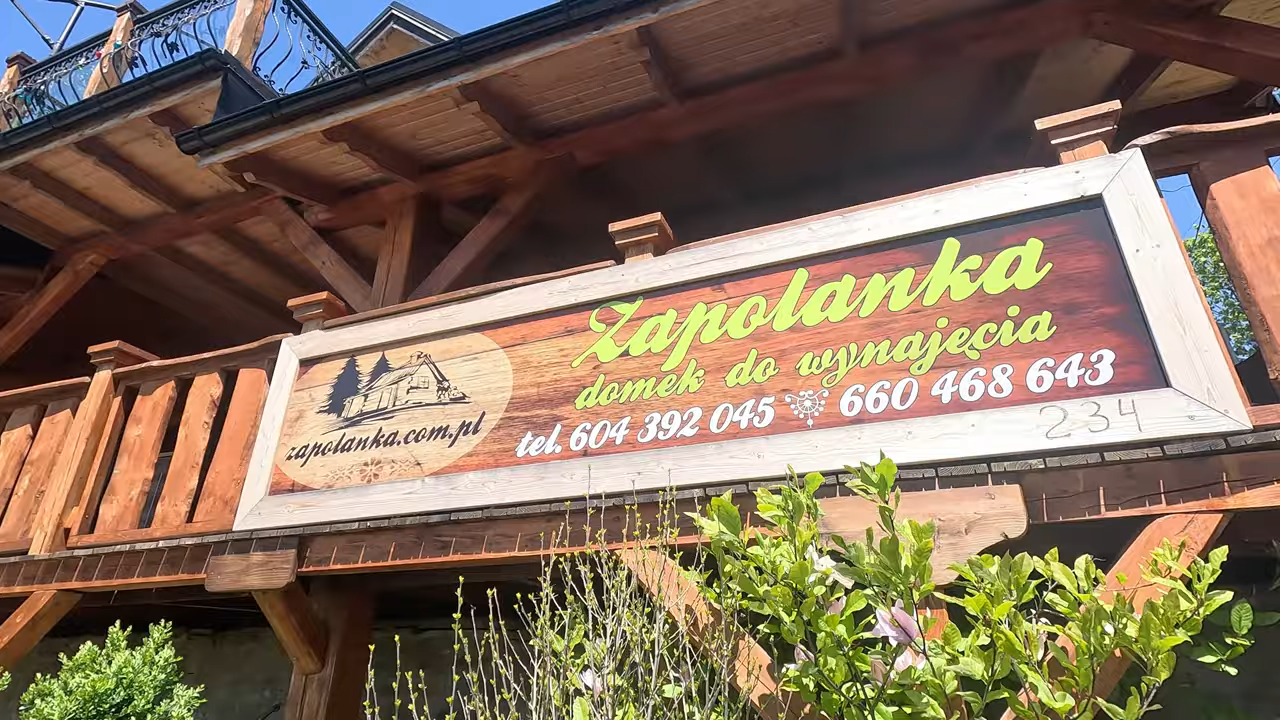 Zapolanka
domek do wynajęcia
tel. 604 392 045 660 468 643
zapolanka.com.pl
234